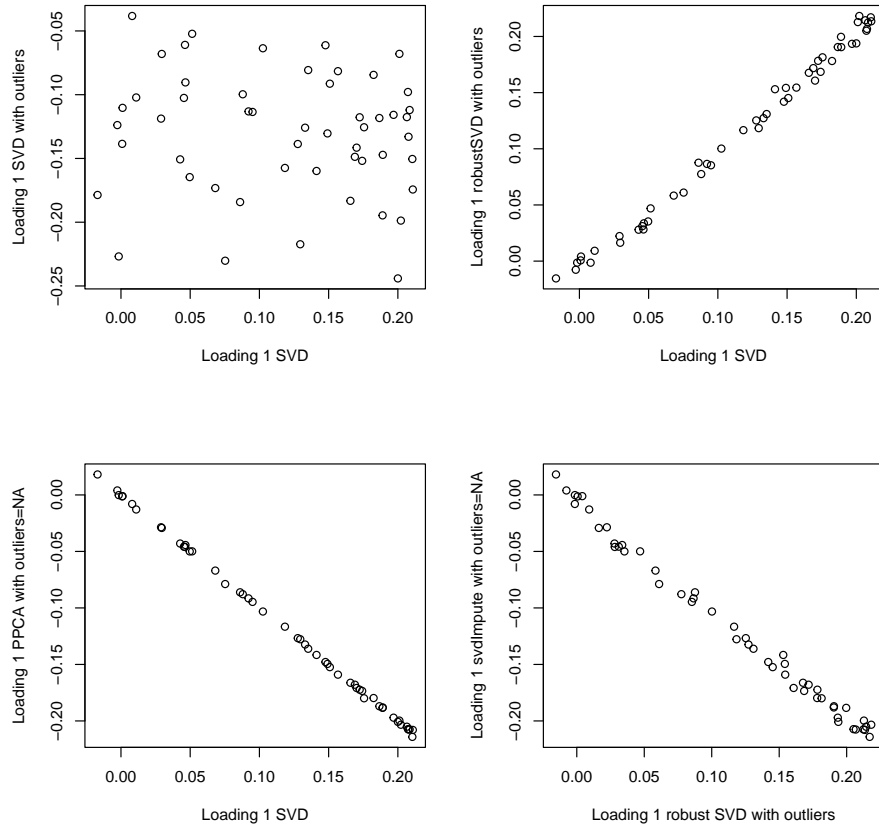 Loading 1 SVD with outliers
−0.05
−0.10
−0.15
−0.20
−0.25
0.00 0.05 0.10 0.15 0.20
Loading 1 SVD
Loading 1 robustSVD with outliers
0.20
0.15
0.10
0.05
0.00
0.00 0.05 0.10 0.15 0.20
Loading 1 SVD
Loading 1 PPCA with outliers=NA
0.00
−0.05
−0.10
−0.15
−0.20
0.00 0.05 0.10 0.15 0.20
Loading 1 SVD
Loading 1 svdImpute with outliers=NA
0.00
−0.05
−0.10
−0.15
−0.20
0.00 0.05 0.10 0.15 0.20
Loading 1 robust SVD with outliers